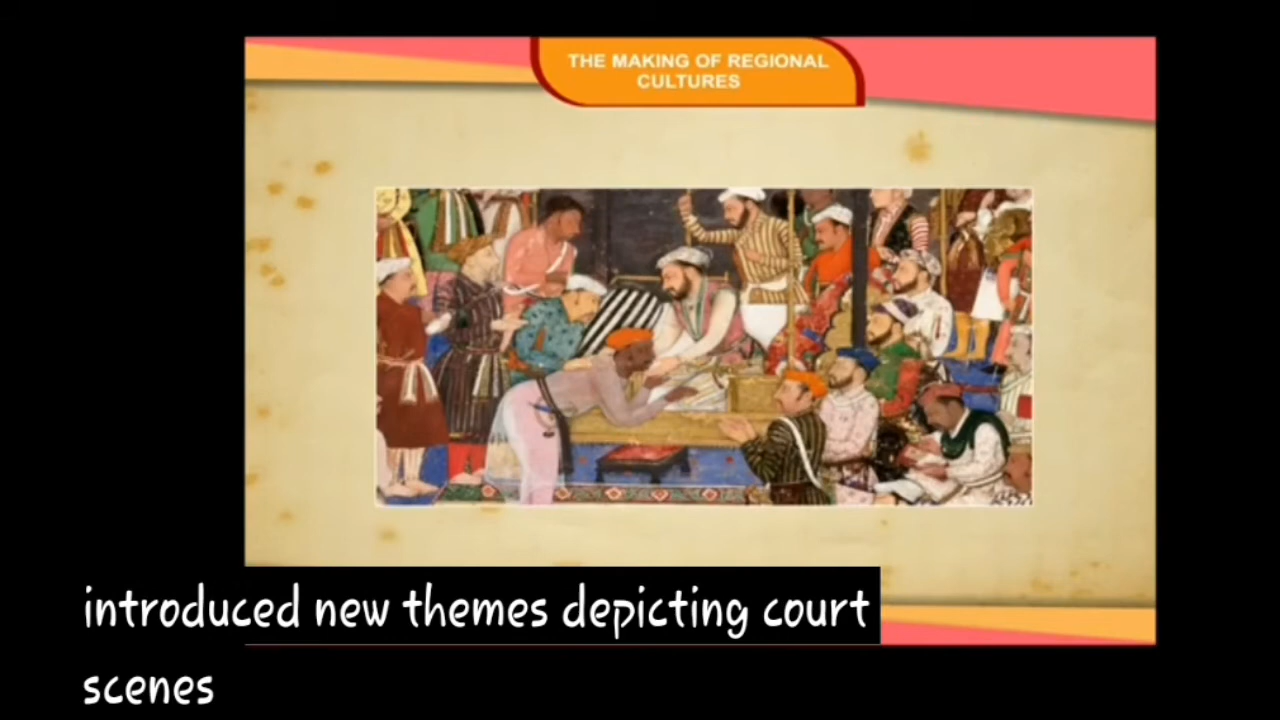 THE MAKING OF REGIONAL
CULTURES
introduced new themes depicting court
scenes